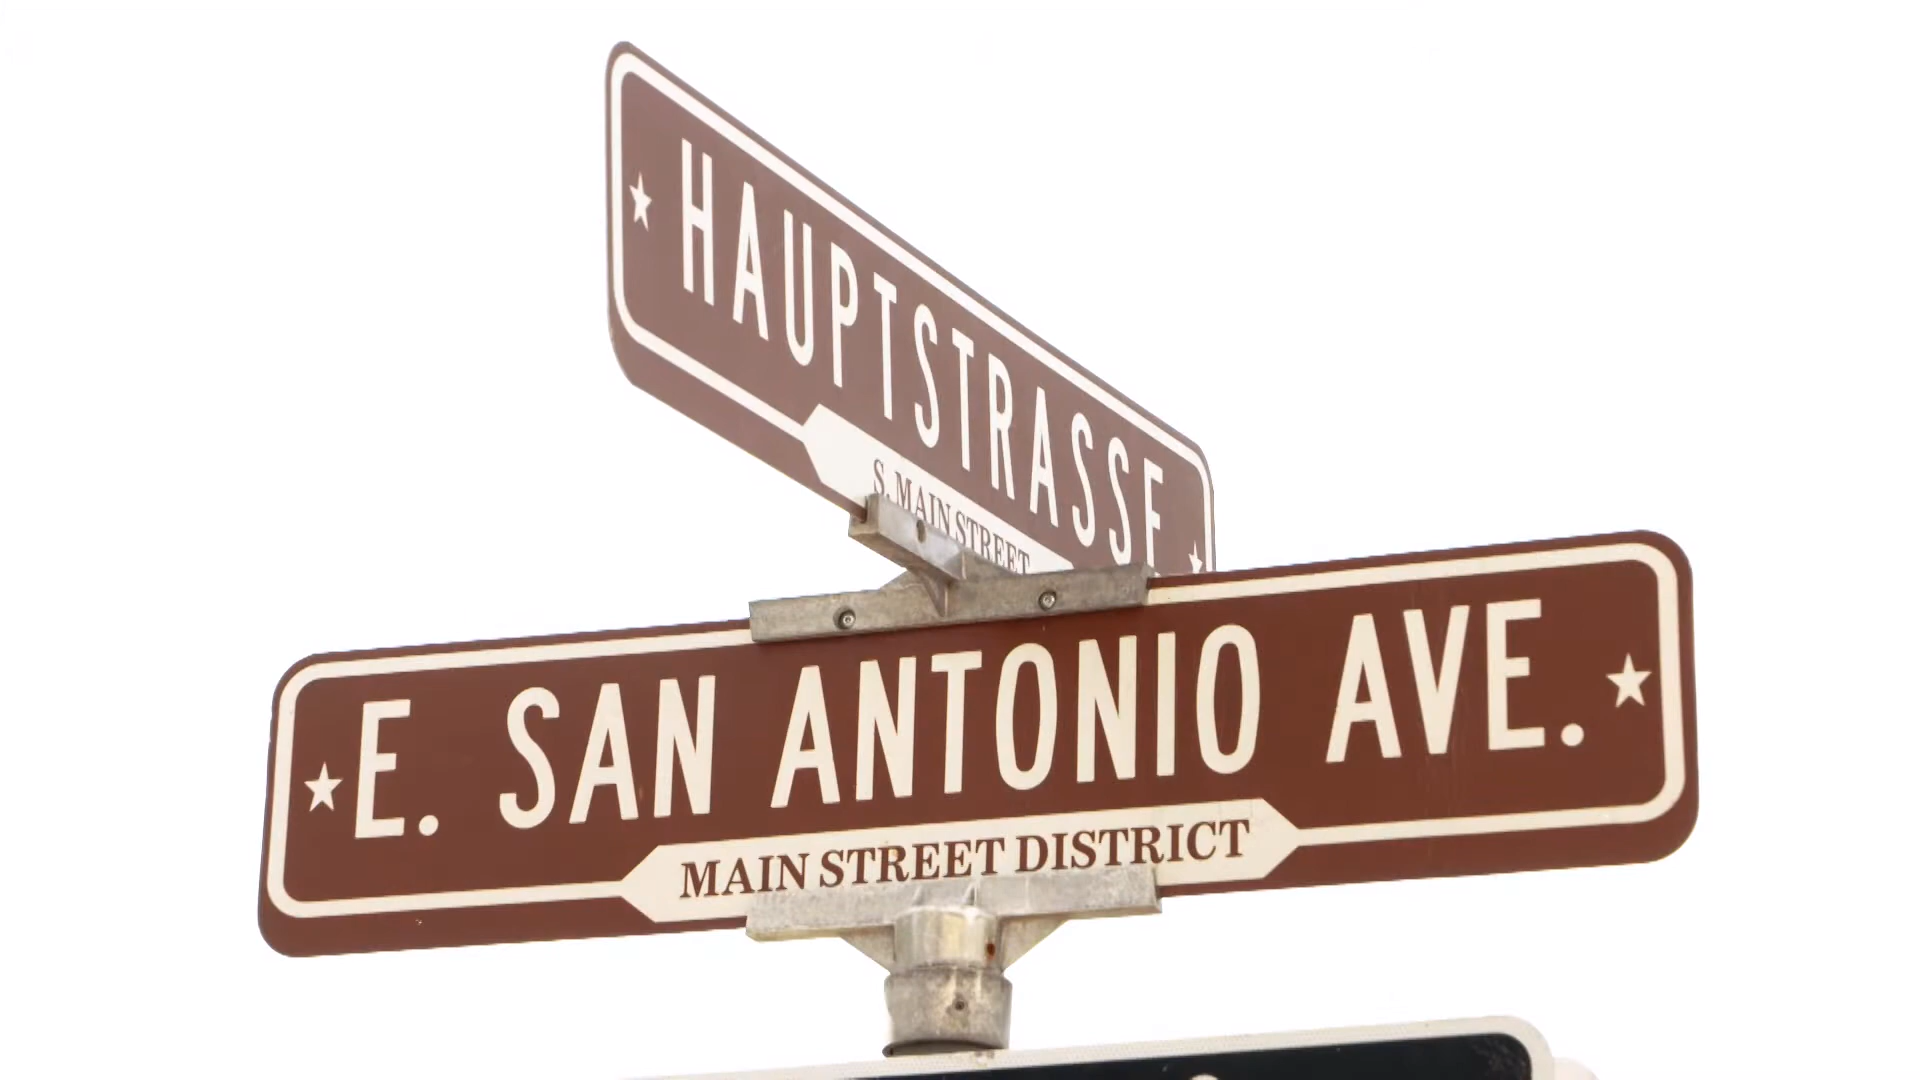 HAUPTSTRASSE
S. MAIN STREET
E. SAN ANTONIO AVE.
MAIN STREET DISTRICT